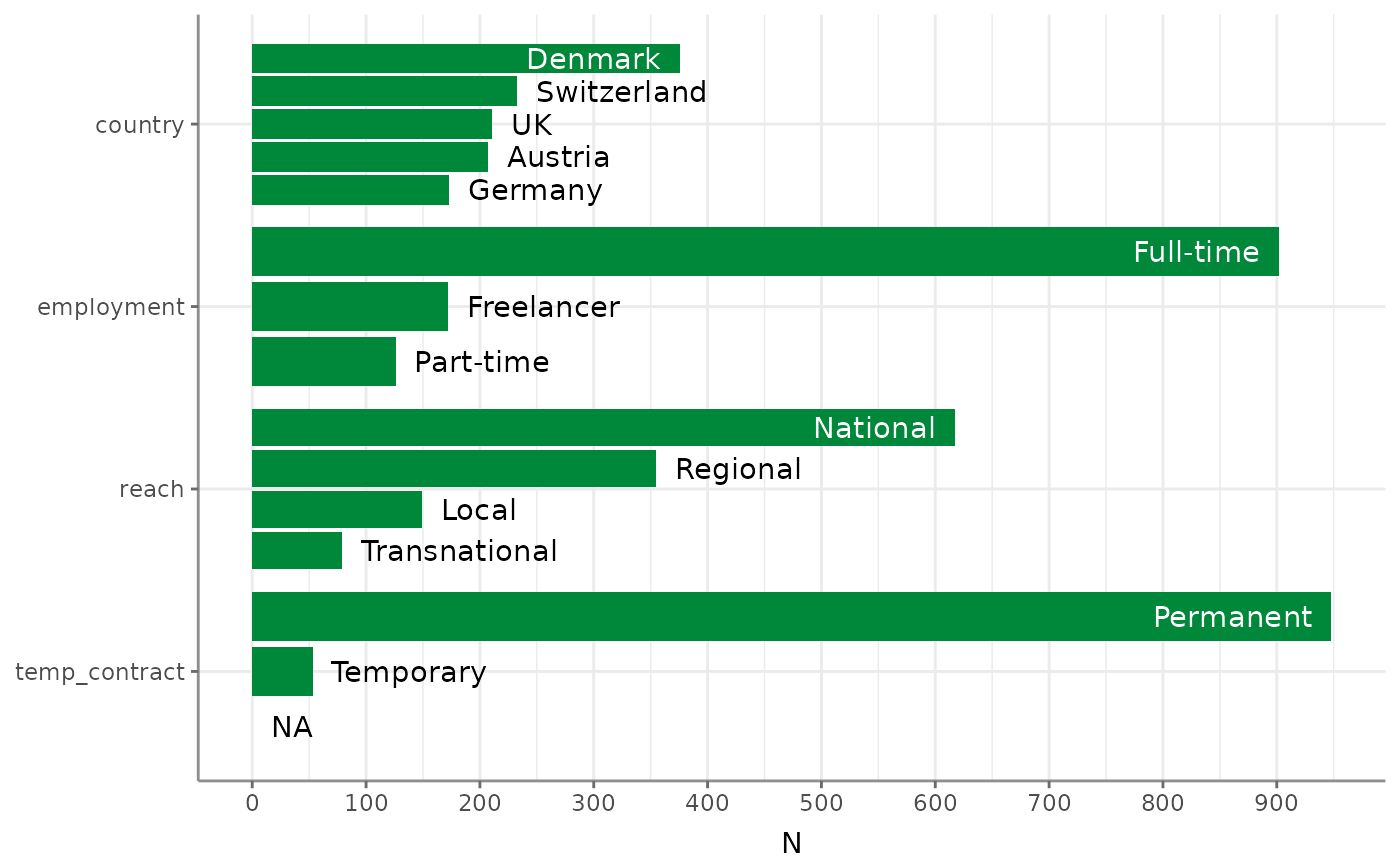 Denmark
Switzerland
country
UK
Austria
Germany
Full-time
employment
Freelancer
Part-time
National
Regional
reach
Local
Transnational
Permanent
temp_contract
Temporary
NA
0 100 200 300 400 500 600 700 800 900
N